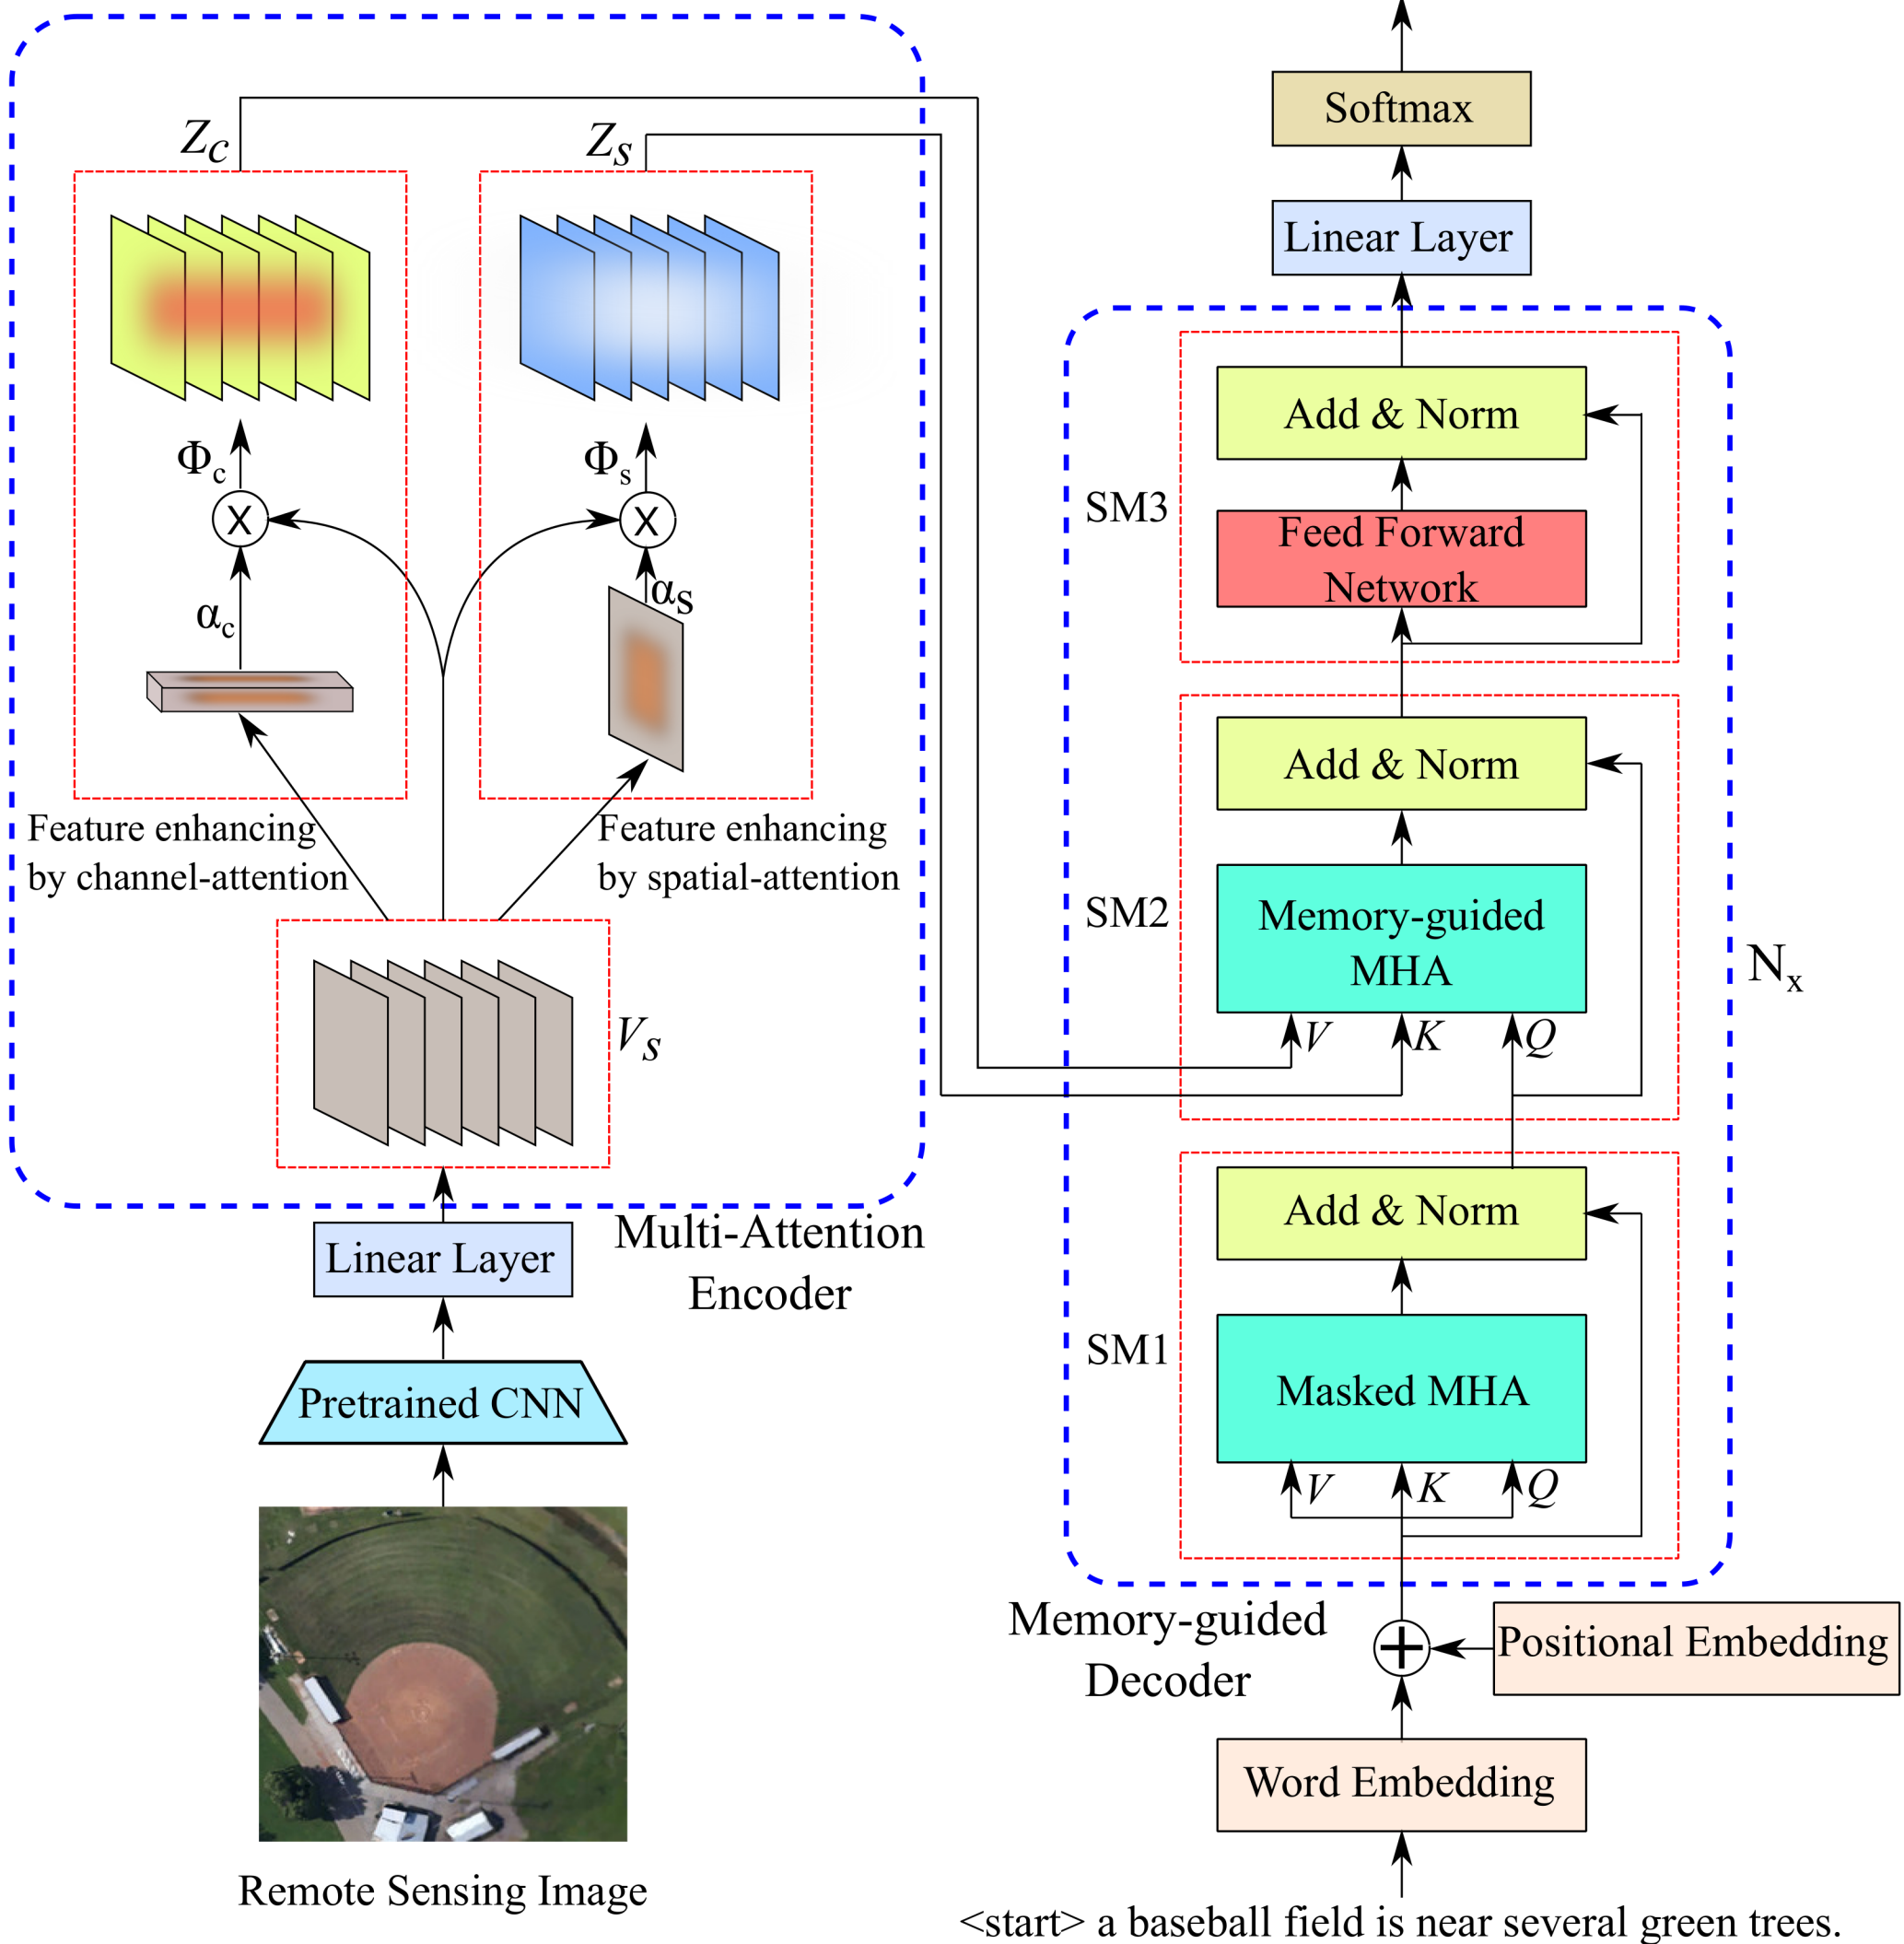 Z_c
Z_s
Φ_c
Φ_s
X
X
α_c
α_s
Feature enhancing
by channel-attention
Feature enhancing
by spatial-attention
V_s
Multi-Attention
Encoder
Linear Layer
Pretrained CNN
Remote Sensing Image
Softmax
Linear Layer
Add & Norm
SM3
Feed Forward
Network
Add & Norm
SM2
Memory-guided
MHA
V K Q
N_x
Add & Norm
SM1
Masked MHA
V K Q
Memory-guided
Decoder
+
Positional Embedding
Word Embedding
<start> a baseball field is near several green trees.